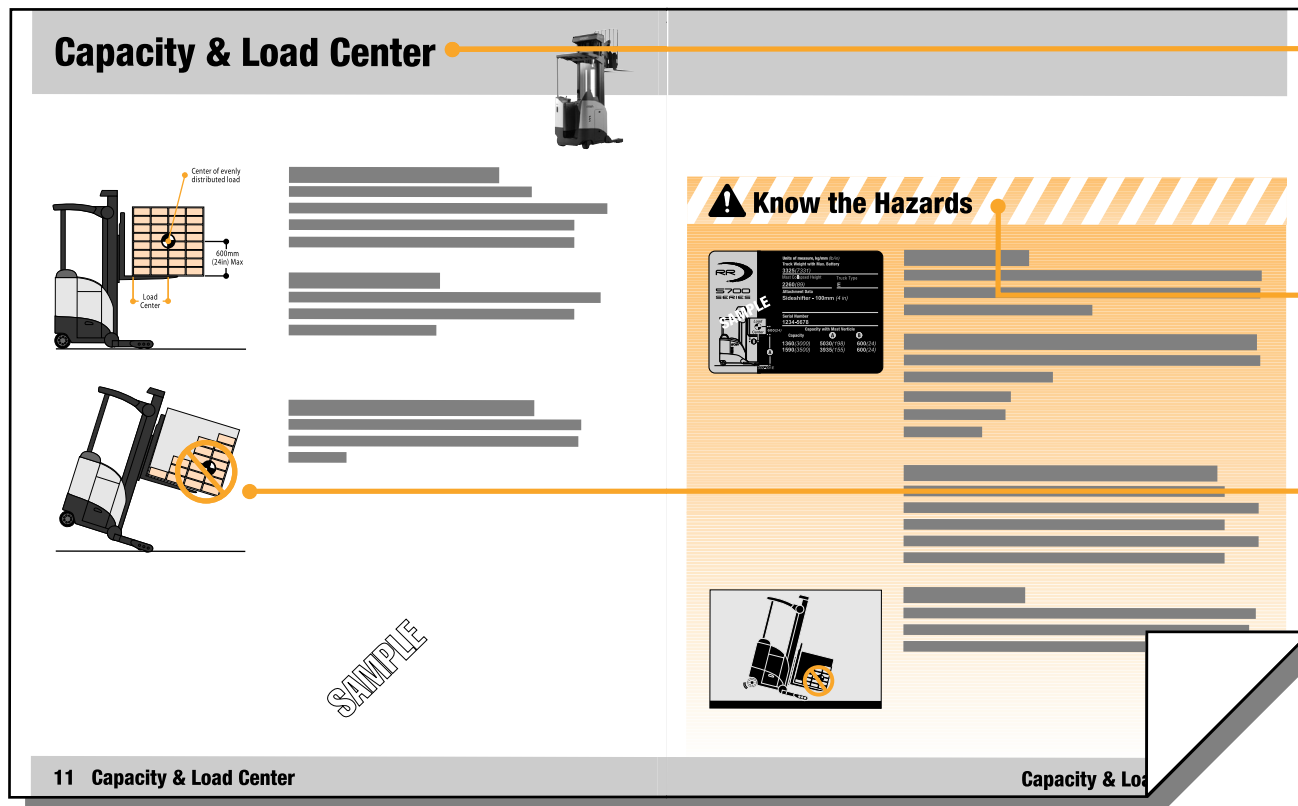 Capacity & Load Center
Center of evenly
distributed load
600mm
(24in) Max
Load
Center
SAMPLE
11 Capacity & Load Center
Know the Hazards
RR
5700
SERIES
SAMPLE
Units of measure, kg/mm (lb/in)
Truck Weight with Max. Battery
3325(7331)
Truck Type
2260(89) E
Attachment Data
Sideshifter - 100mm (4 in)
Serial Number
1234-5678
Capacity with Mast Verticle
Capacity A B
1360(3000) 5030(198) 600(24)
1590(3500) 3935(155) 600(24)
Capacity & Loa